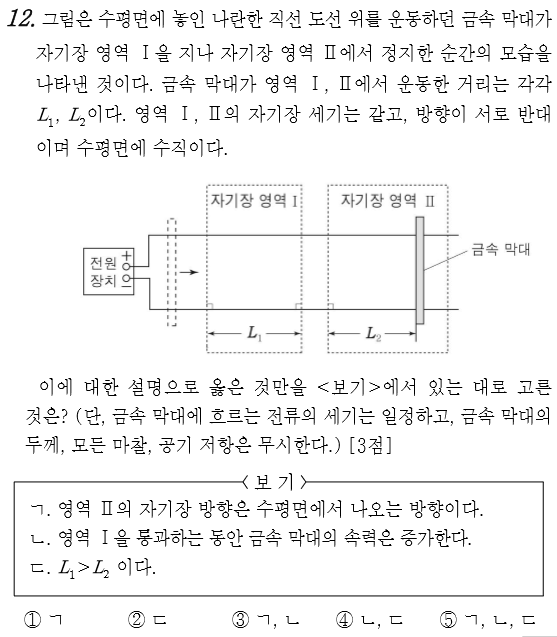 12. 그림은 수평면에 놓인 나란한 직선 도선 위를 운동하던 금속 막대가
자기장 영역 Ⅰ을 지나 자기장 영역 Ⅱ에서 정지한 순간의 모습을
나타낸 것이다. 금속 막대가 영역 Ⅰ, Ⅱ에서 운동한 거리는 각각
L₁, L₂이다. 영역 Ⅰ, Ⅱ의 자기장 세기는 같고, 방향이 서로 반대
이며 수평면에 수직이다.
자기장 영역 Ⅰ
자기장 영역 Ⅱ
전원
장치
+
−
금속 막대
L₁
L₂
이에 대한 설명으로 옳은 것만을 <보기>에서 있는 대로 고른
것은? (단, 금속 막대에 흐르는 전류의 세기는 일정하고, 금속 막대의
두께, 모든 마찰, 공기 저항은 무시한다.) [3점]
<보 기>
ㄱ. 영역 Ⅱ의 자기장 방향은 수평면에서 나오는 방향이다.
ㄴ. 영역 Ⅰ을 통과하는 동안 금속 막대의 속력은 증가한다.
ㄷ. L₁>L₂ 이다.
① ㄱ ② ㄷ ③ ㄱ, ㄴ ④ ㄴ, ㄷ ⑤ ㄱ, ㄴ, ㄷ